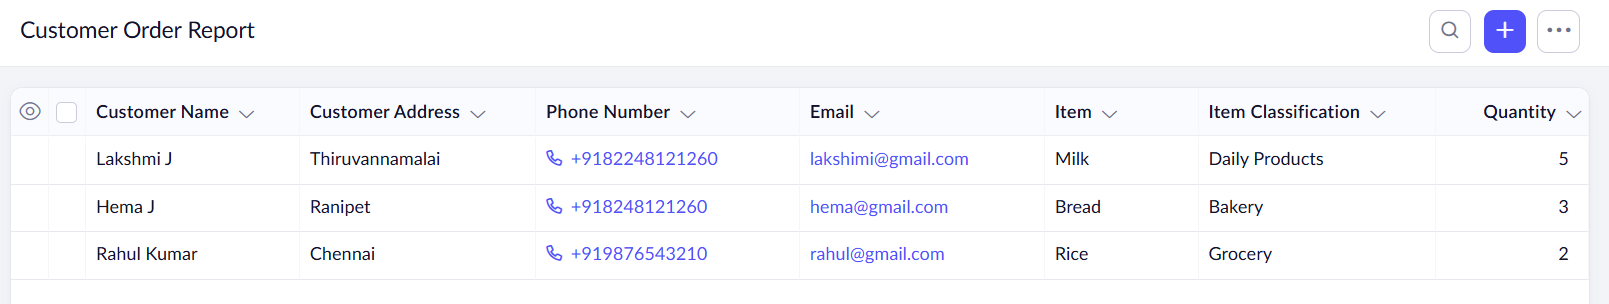 Customer Order Report
Customer Name Customer Address Phone Number Email Item Item Classification Quantity
Lakshmi J Thiruvannamalai +9182248121260 lakshimi@gmail.com Milk Daily Products 5
Hema J Ranipet +918248121260 hema@gmail.com Bread Bakery 3
Rahul Kumar Chennai +919876543210 rahul@gmail.com Rice Grocery 2